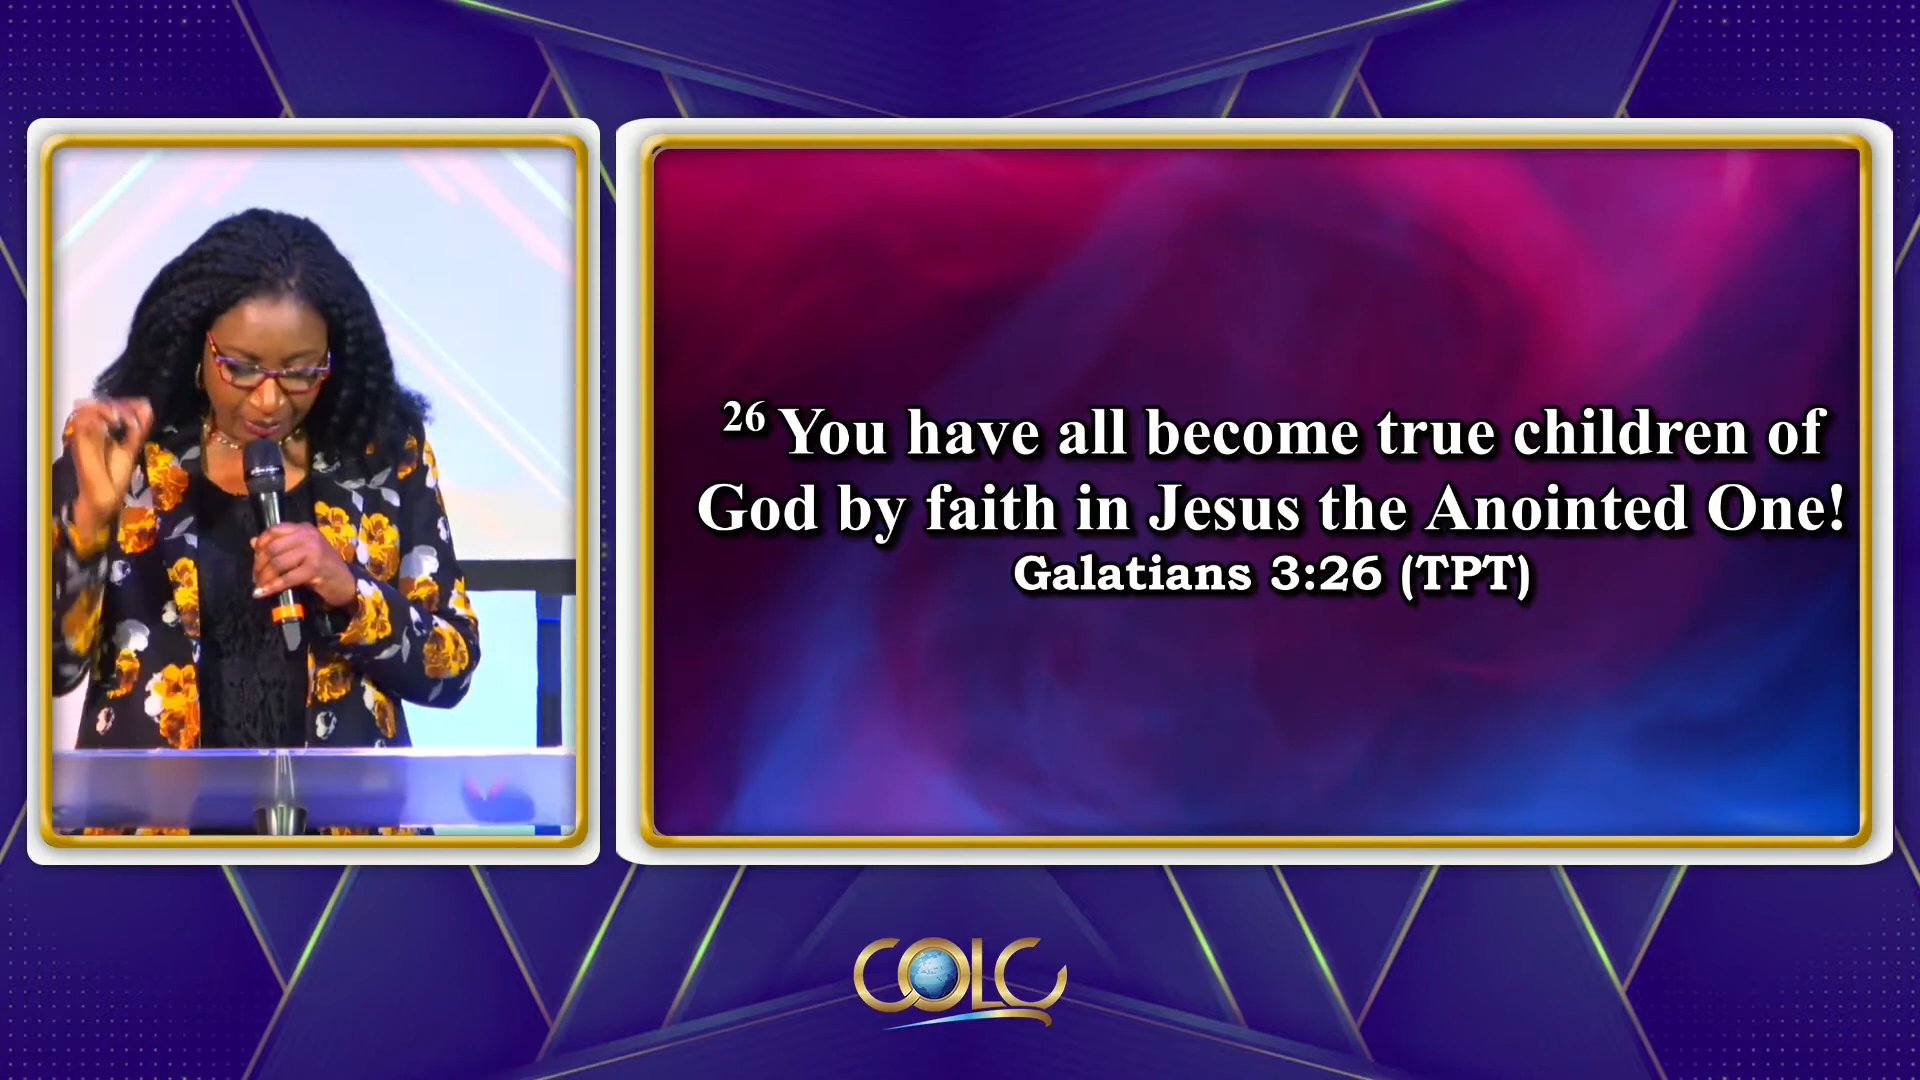 ²⁶ You have all become true children of
God by faith in Jesus the Anointed One!
Galatians 3:26 (TPT)
COLC